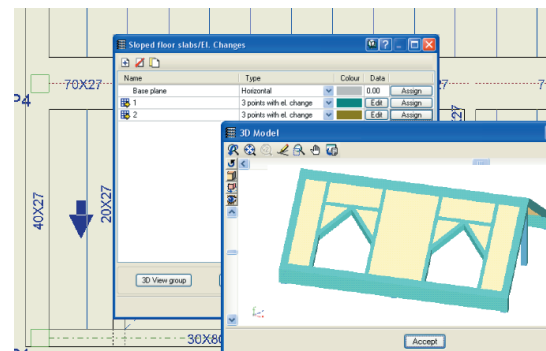 Sloped floor slabs/El. Changes
Name Type Colour Data
Base plane Horizontal 0.00 Assign
1 3 points with el. change Edit Assign
2 3 points with el. change Edit Assign
70X27
P4
3D Model
40X27
20X27
3D View group
30X80
Accept